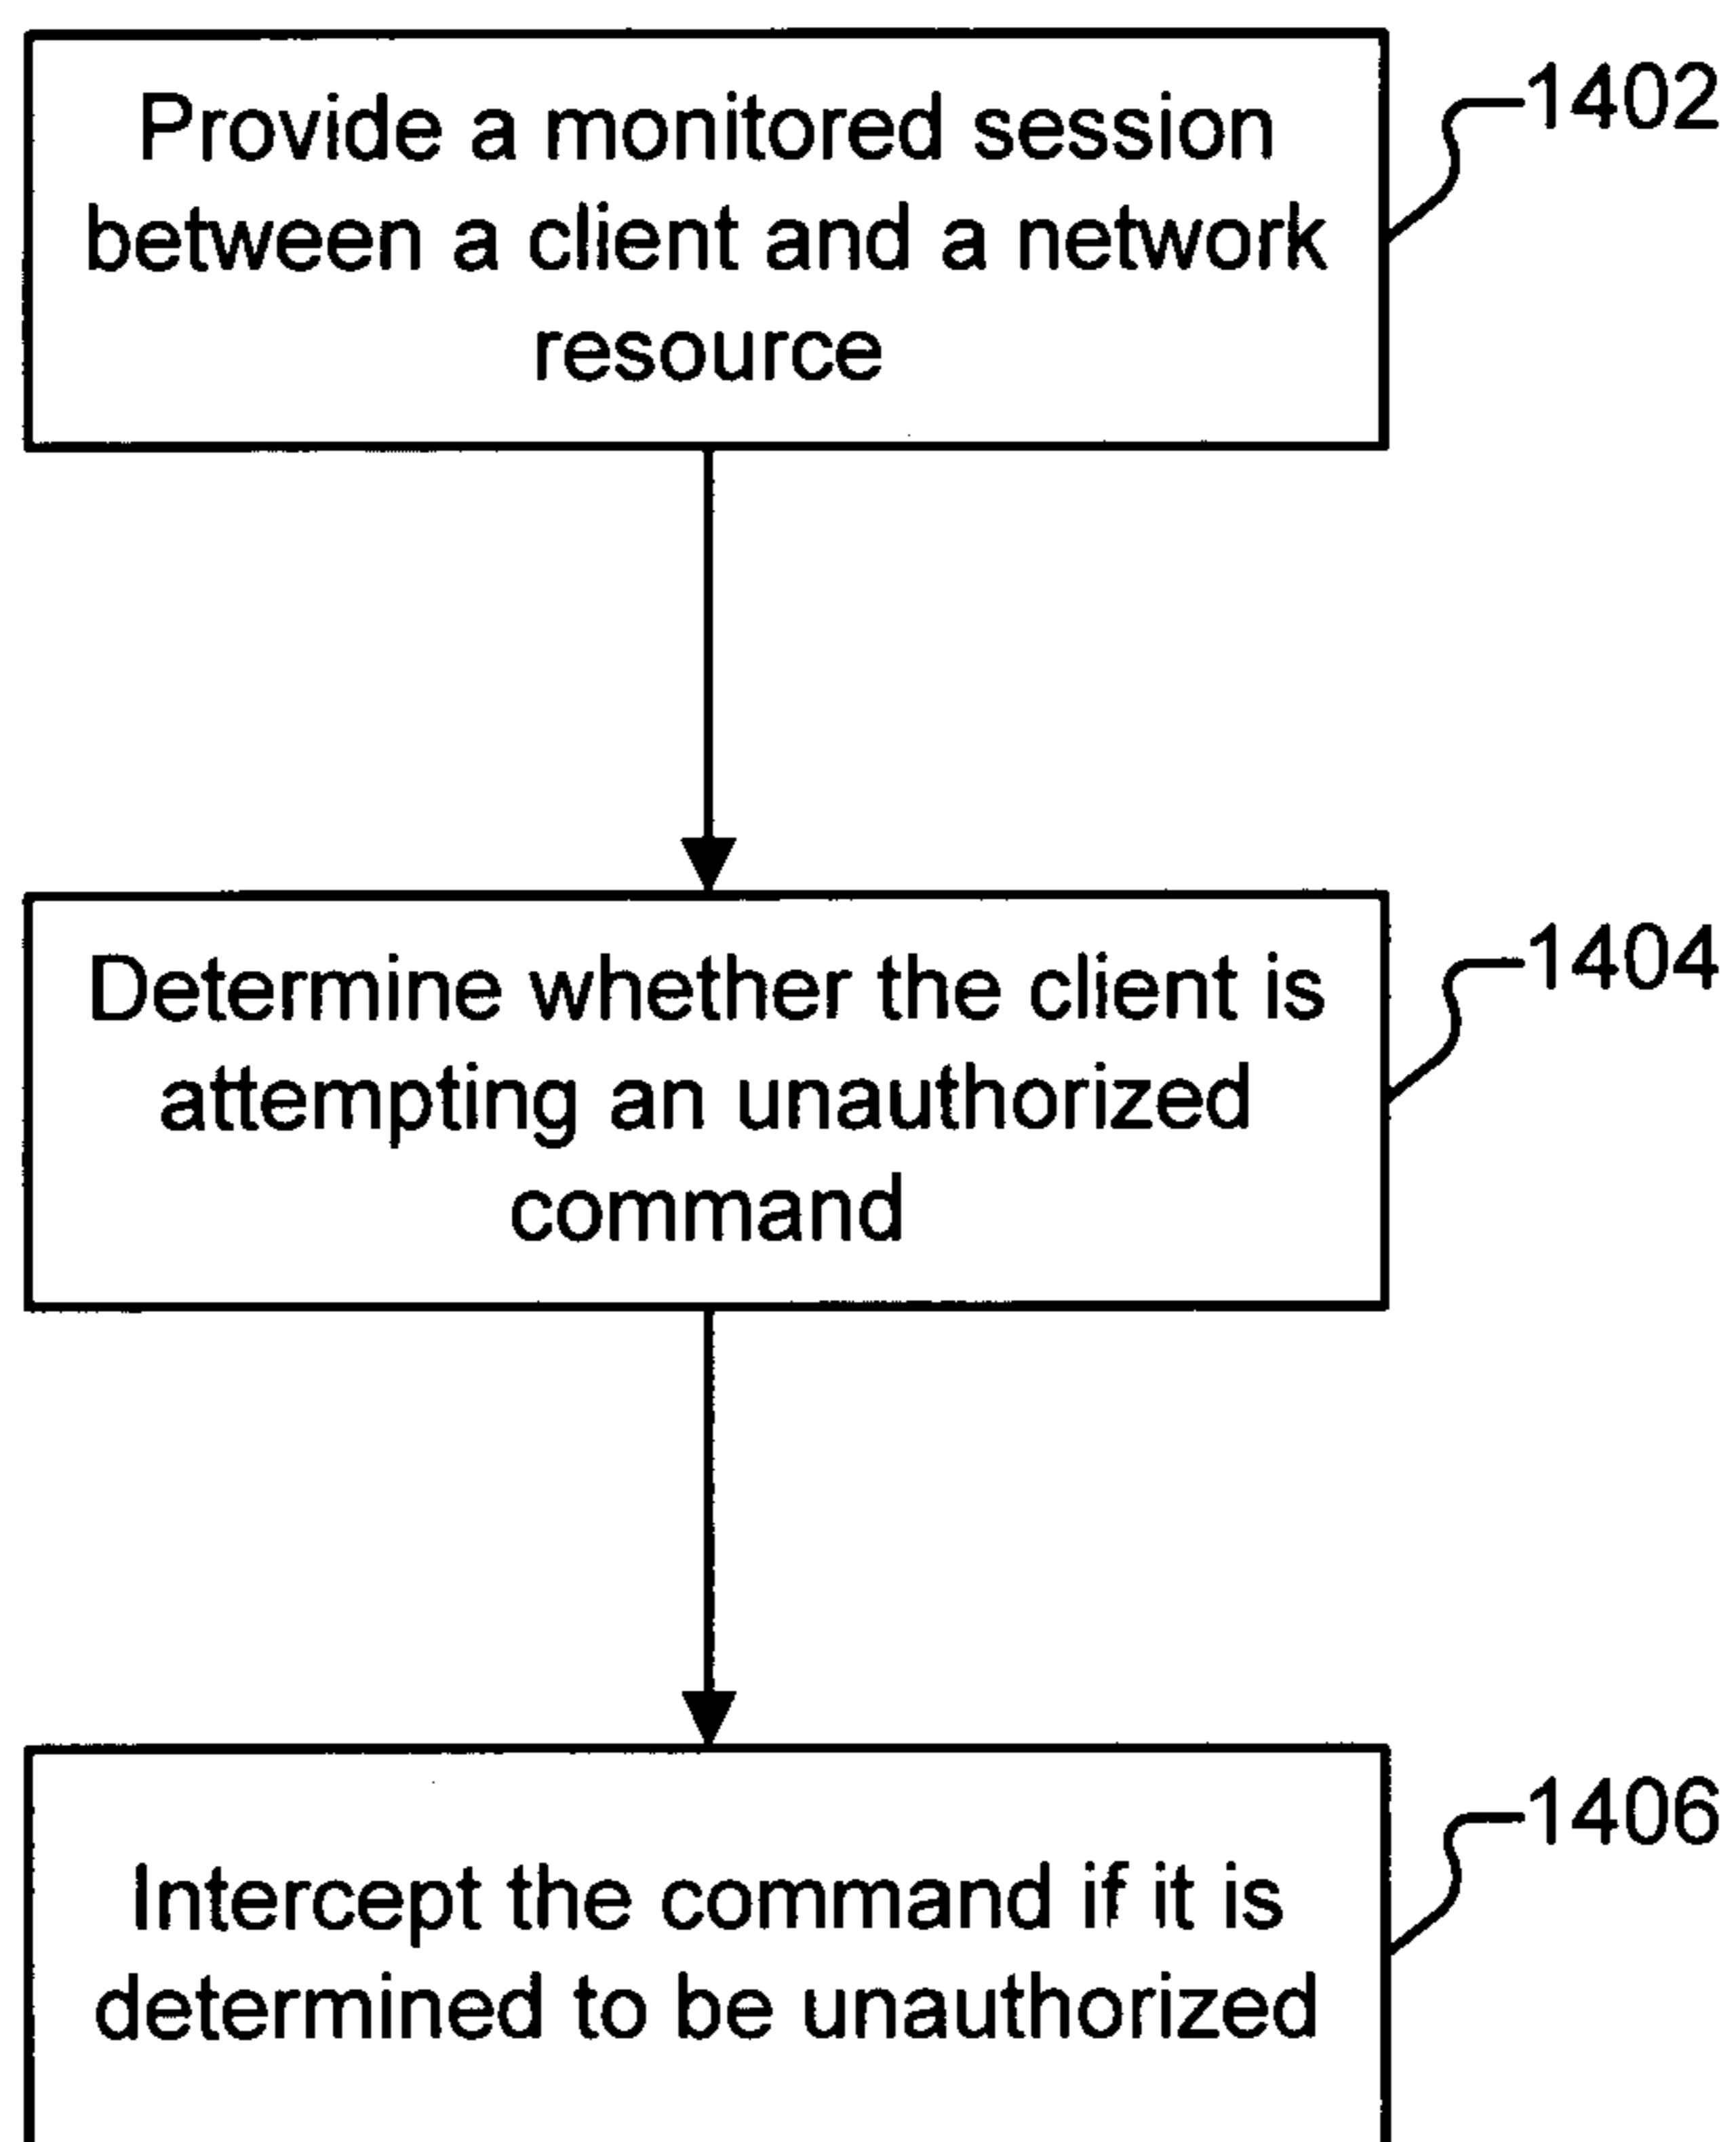 Provide a monitored session
between a client and a network
resource
1402
Determine whether the client is
attempting an unauthorized
command
1404
Intercept the command if it is
determined to be unauthorized
1406